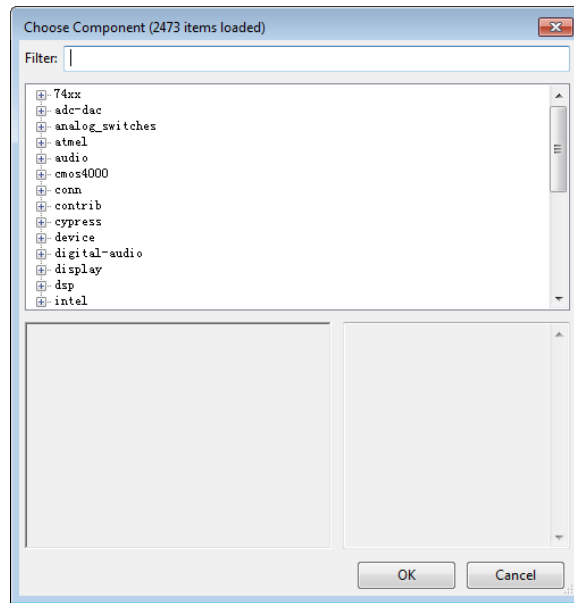 Choose Component (2473 items loaded)
Filter:
74xx
adc-dac
analog_switches
atmel
audio
cmos4000
conn
contrib
cypress
device
digital-audio
display
dsp
intel
OK Cancel